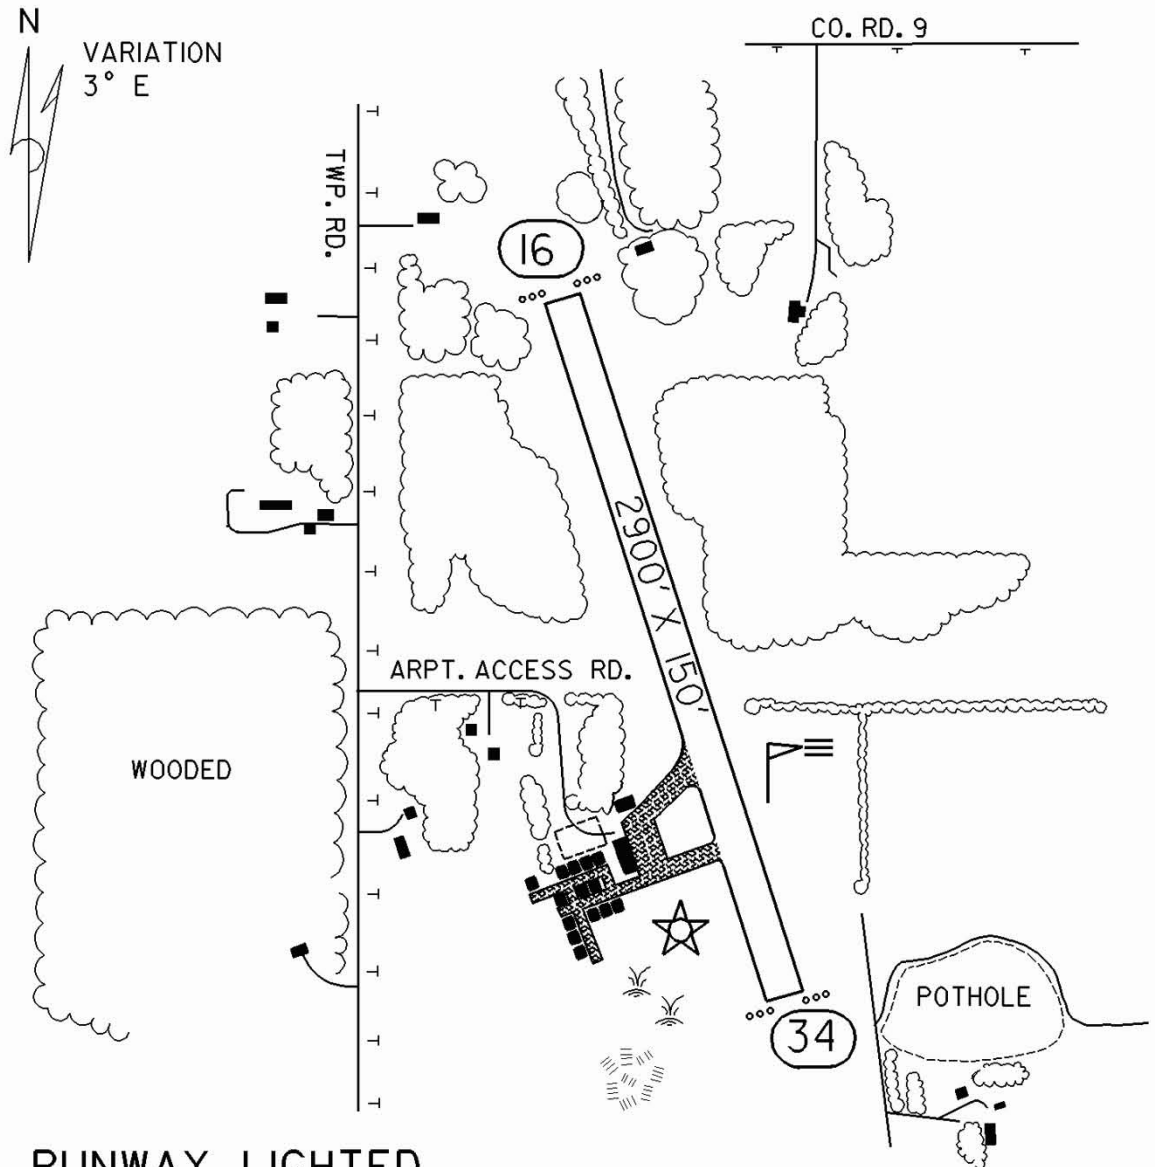 N
VARIATION
3° E
CO. RD. 9
TWP. RD.
16
2900' X 150'
ARPT. ACCESS RD.
WOODED
POTHOLE
34
RUNWAY LIGHTED